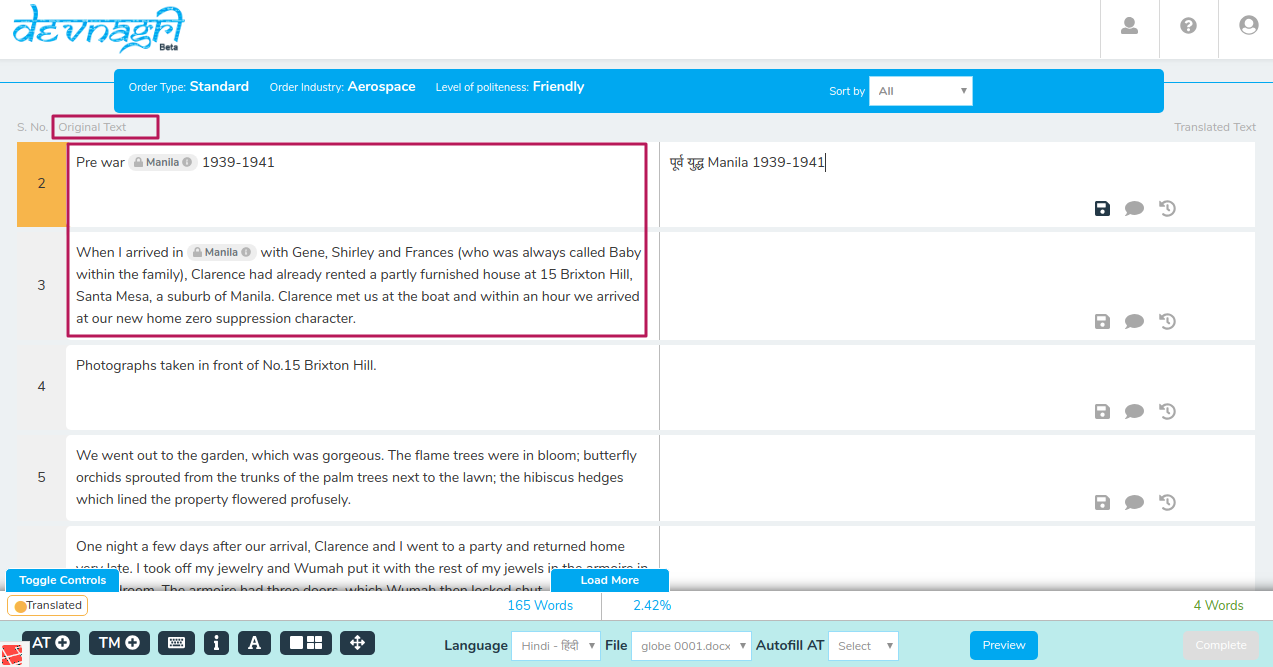 devnagri
Beta
Order Type: Standard Order Industry: Aerospace Level of politeness: Friendly Sort by All
S. No. Original Text Translated Text
2
Pre war Manila 1939-1941
पूर्व युद्ध Manila 1939-1941
3
When I arrived in Manila with Gene, Shirley and Frances (who was always called Baby
within the family), Clarence had already rented a partly furnished house at 15 Brixton Hill,
Santa Mesa, a suburb of Manila. Clarence met us at the boat and within an hour we arrived
at our new home zero suppression character.
4
Photographs taken in front of No.15 Brixton Hill.
5
We went out to the garden, which was gorgeous. The flame trees were in bloom; butterfly
orchids sprouted from the trunks of the palm trees next to the lawn; the hibiscus hedges
which lined the property flowered profusely.
One night a few days after our arrival, Clarence and I went to a party and returned home
very late. I took off my jewelry and Wumah put it with the rest of my jewels in the armoire in
droom. The armoire had three doors, which Wumah then locked shut.
Toggle Controls Load More
Translated 165 Words 2.42% 4 Words
AT TM A Language Hindi - हिंदी File globe 0001.docx Autofill AT Select Preview Complete